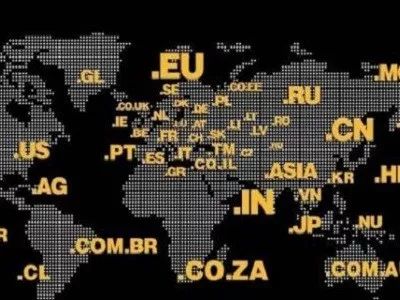 .GL
.EU
.MO
.SE
.CO.EE
.RU
.CO.UK
.DK
.DE
.PL
.IE
.NL
.AT
.LT
.RO
.BE
.FR
.CH
.SK
.LV
.CN
.US
.PT
.ES
.IT
.TM
.CZ
.CO.IL
.GR
.ASIA
.KR
.AG
.IN
.VN
.JP
.NU
R
.COM.BR
.CL
.CO.ZA
COM.AU